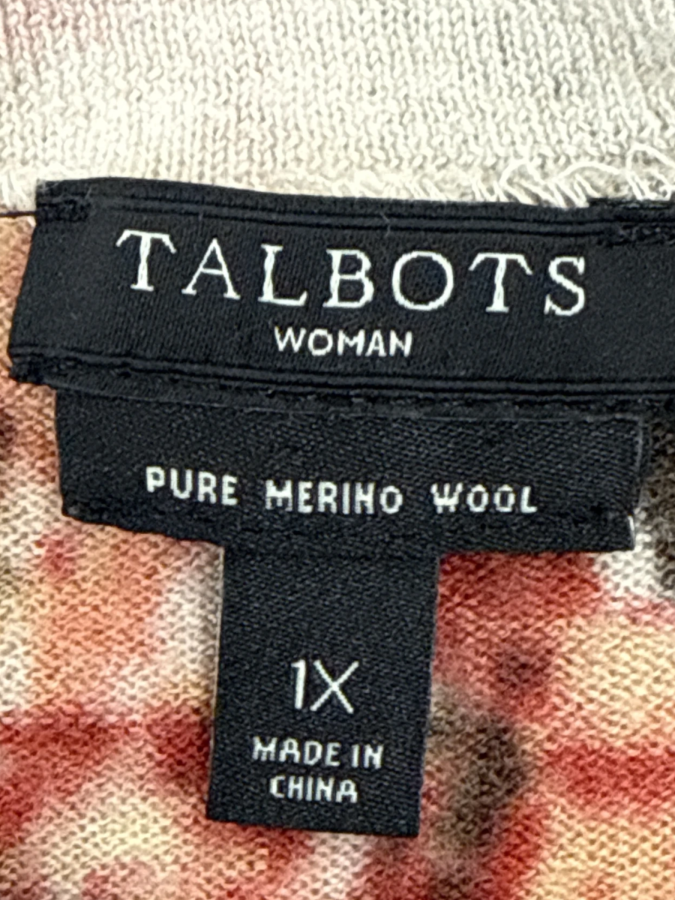 TALBOTS
WOMAN
PURE MERINO WOOL
1X
MADE IN
CHINA